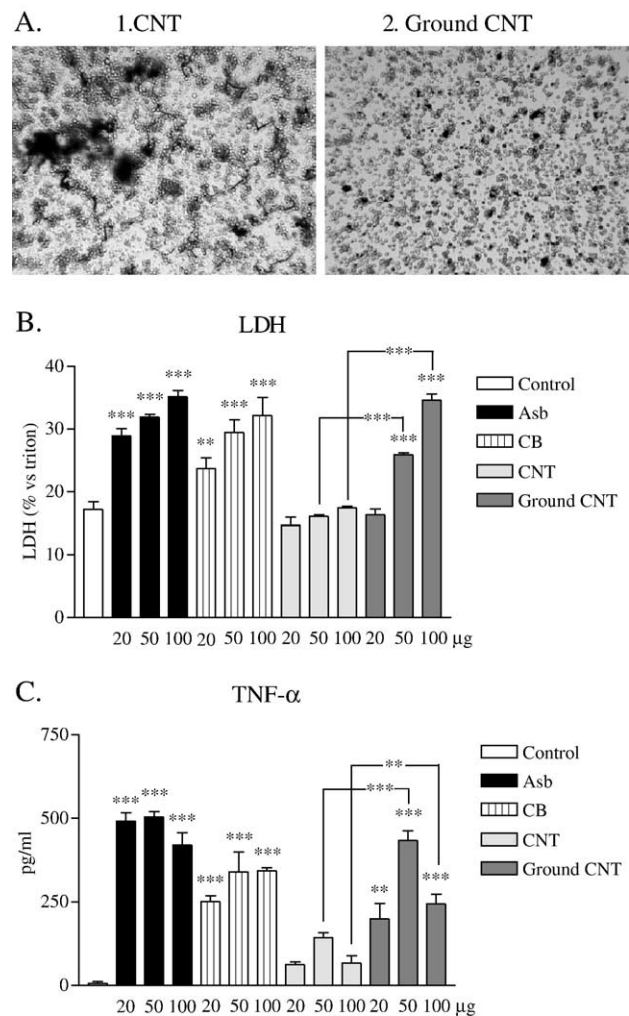 A.
1.CNT
2. Ground CNT
B.
LDH
LDH (% vs triton)
40
30
20
10
0
***
***
***
**
***
***
***
***
***
***
20 50 100 20 50 100 20 50 100 20 50 100 µg
Control
Asb
CB
CNT
Ground CNT
C.
TNF-α
pg/ml
750
500
250
0
***
***
***
***
***
***
**
***
**
***
***
20 50 100 20 50 100 20 50 100 20 50 100 µg
Control
Asb
CB
CNT
Ground CNT